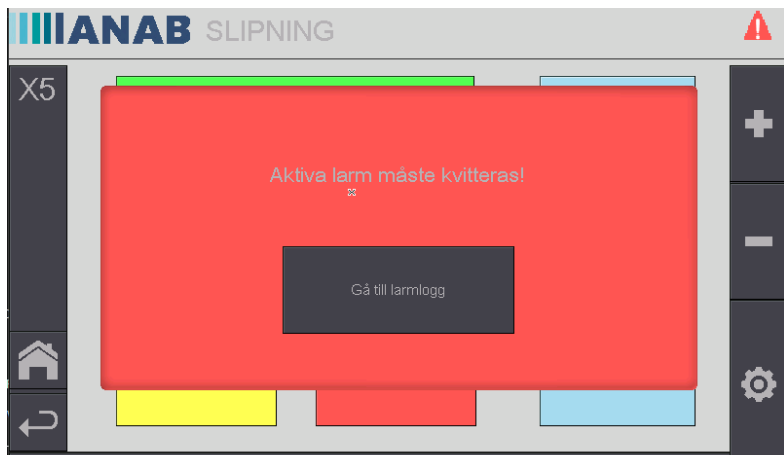 ANAB SLIPNING
X5
Aktiva larm måste kvitteras!
Gå till larmlogg